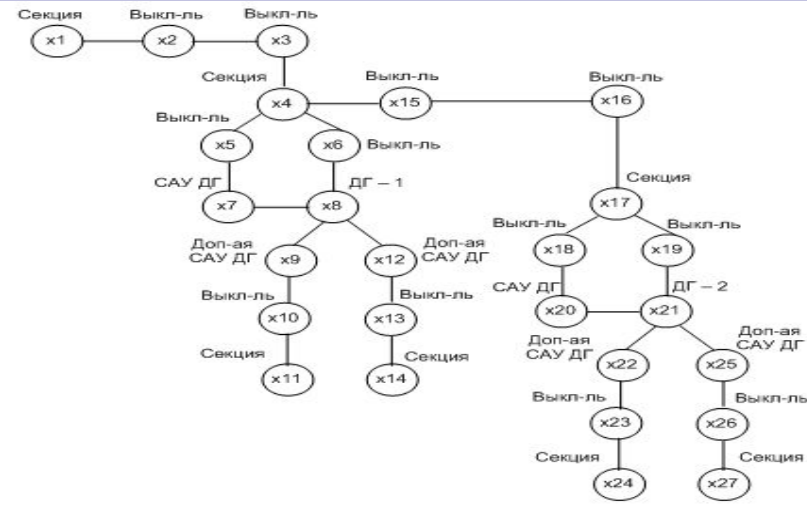 Секция Выкл-ль Выкл-ль
x1 x2 x3
Секция Выкл-ль Выкл-ль
x4 x15 x16
Выкл-ль
x5 x6 Выкл-ль
САУ ДГ ДГ – 1 Секция
x7 x8 x17
Выкл-ль Выкл-ль
Доп-ая Доп-ая
САУ ДГ САУ ДГ
x9 x12 x18 x19
Выкл-ль Выкл-ль САУ ДГ ДГ – 2
x10 x13 x20 x21
Доп-ая Доп-ая
САУ ДГ САУ ДГ
Секция Секция
x11 x14 x22 x25
Выкл-ль Выкл-ль
x23 x26
Секция Секция
x24 x27